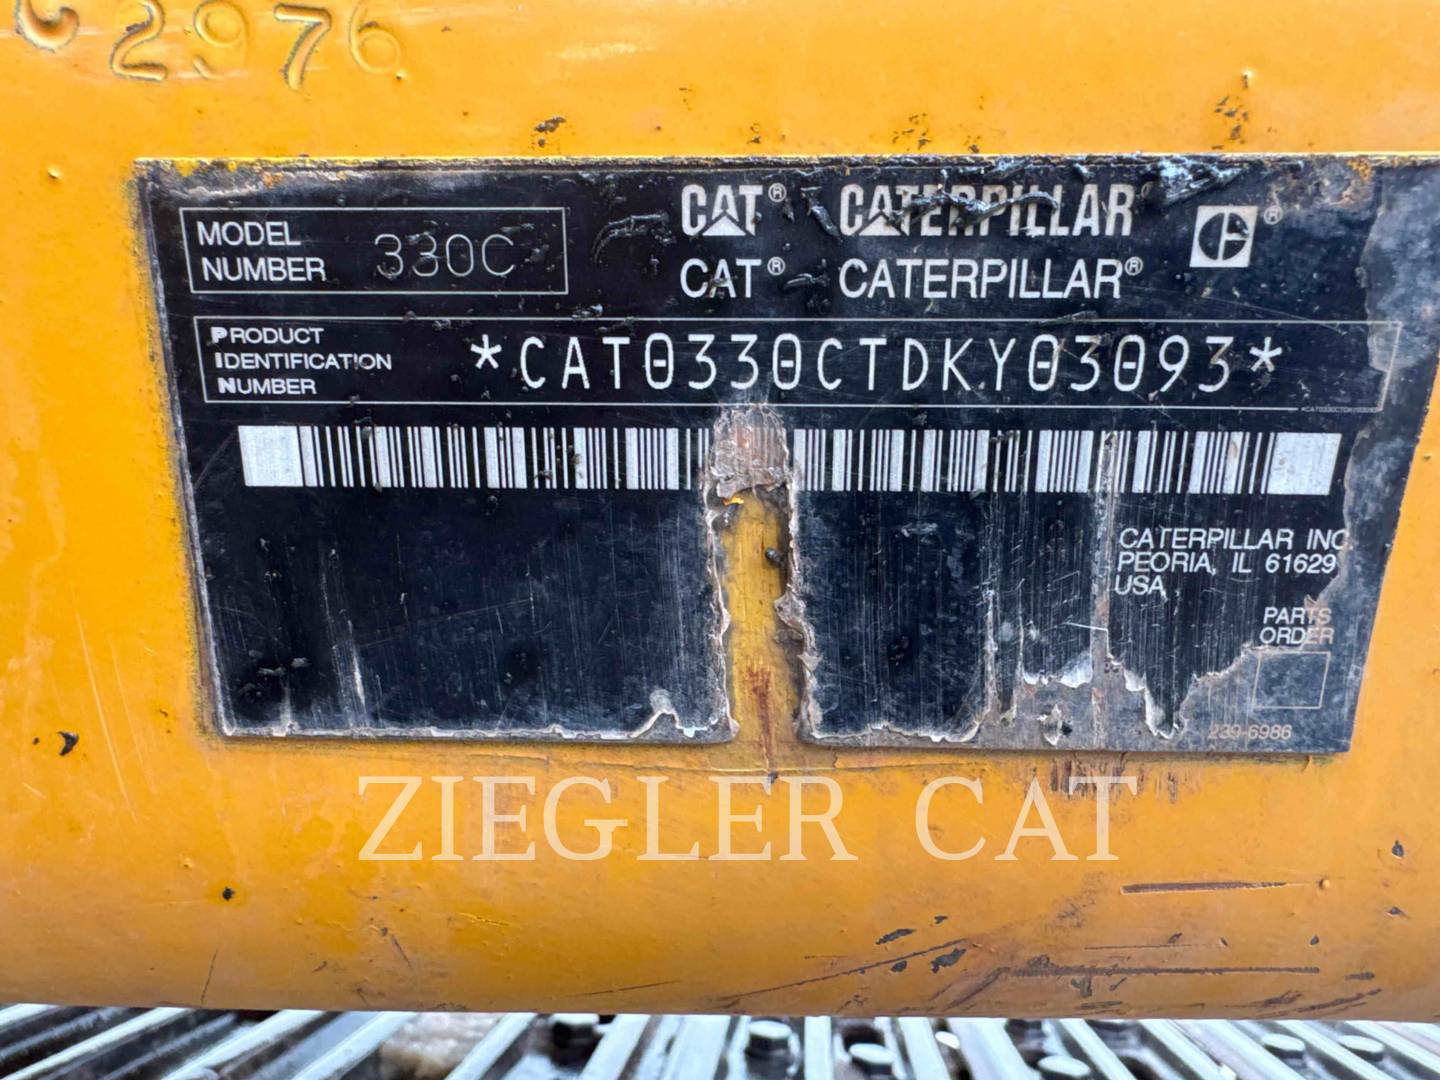 2976
CAT® CATERPILLAR®
MODEL NUMBER 330C
CAT® CATERPILLAR®
PRODUCT IDENTIFICATION NUMBER *CAT0330CTDKY03093*
CATERPILLAR INC.
PEORIA, IL 61629
USA
PARTS
ORDER
239-6986
ZIEGLER CAT